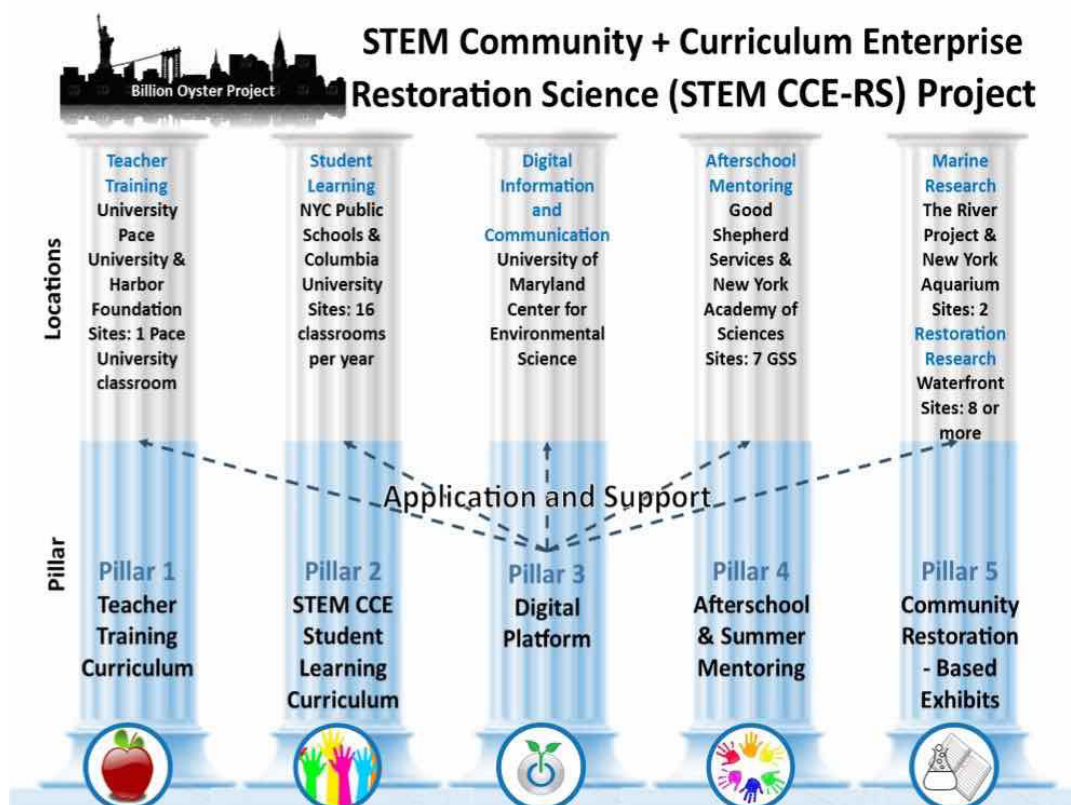 Billion Oyster Project
STEM Community + Curriculum Enterprise
Restoration Science (STEM CCE-RS) Project
Locations
Teacher
Training
University
Pace
University &
Harbor
Foundation
Sites: 1 Pace
University
classroom
Student
Learning
NYC Public
Schools &
Columbia
University
Sites: 16
classrooms
per year
Digital
Information
and
Communication
University of
Maryland
Center for
Environmental
Science
Afterschool
Mentoring
Good
Shepherd
Services &
New York
Academy of
Sciences
Sites: 7 GSS
Marine
Research
The River
Project &
New York
Aquarium
Sites: 2
Restoration
Research
Waterfront
Sites: 8 or
more
Application and Support
Pillar
Pillar 1
Teacher
Training
Curriculum
Pillar 2
STEM CCE
Student
Learning
Curriculum
Pillar 3
Digital
Platform
Pillar 4
Afterschool
& Summer
Mentoring
Pillar 5
Community
Restoration
- Based
Exhibits